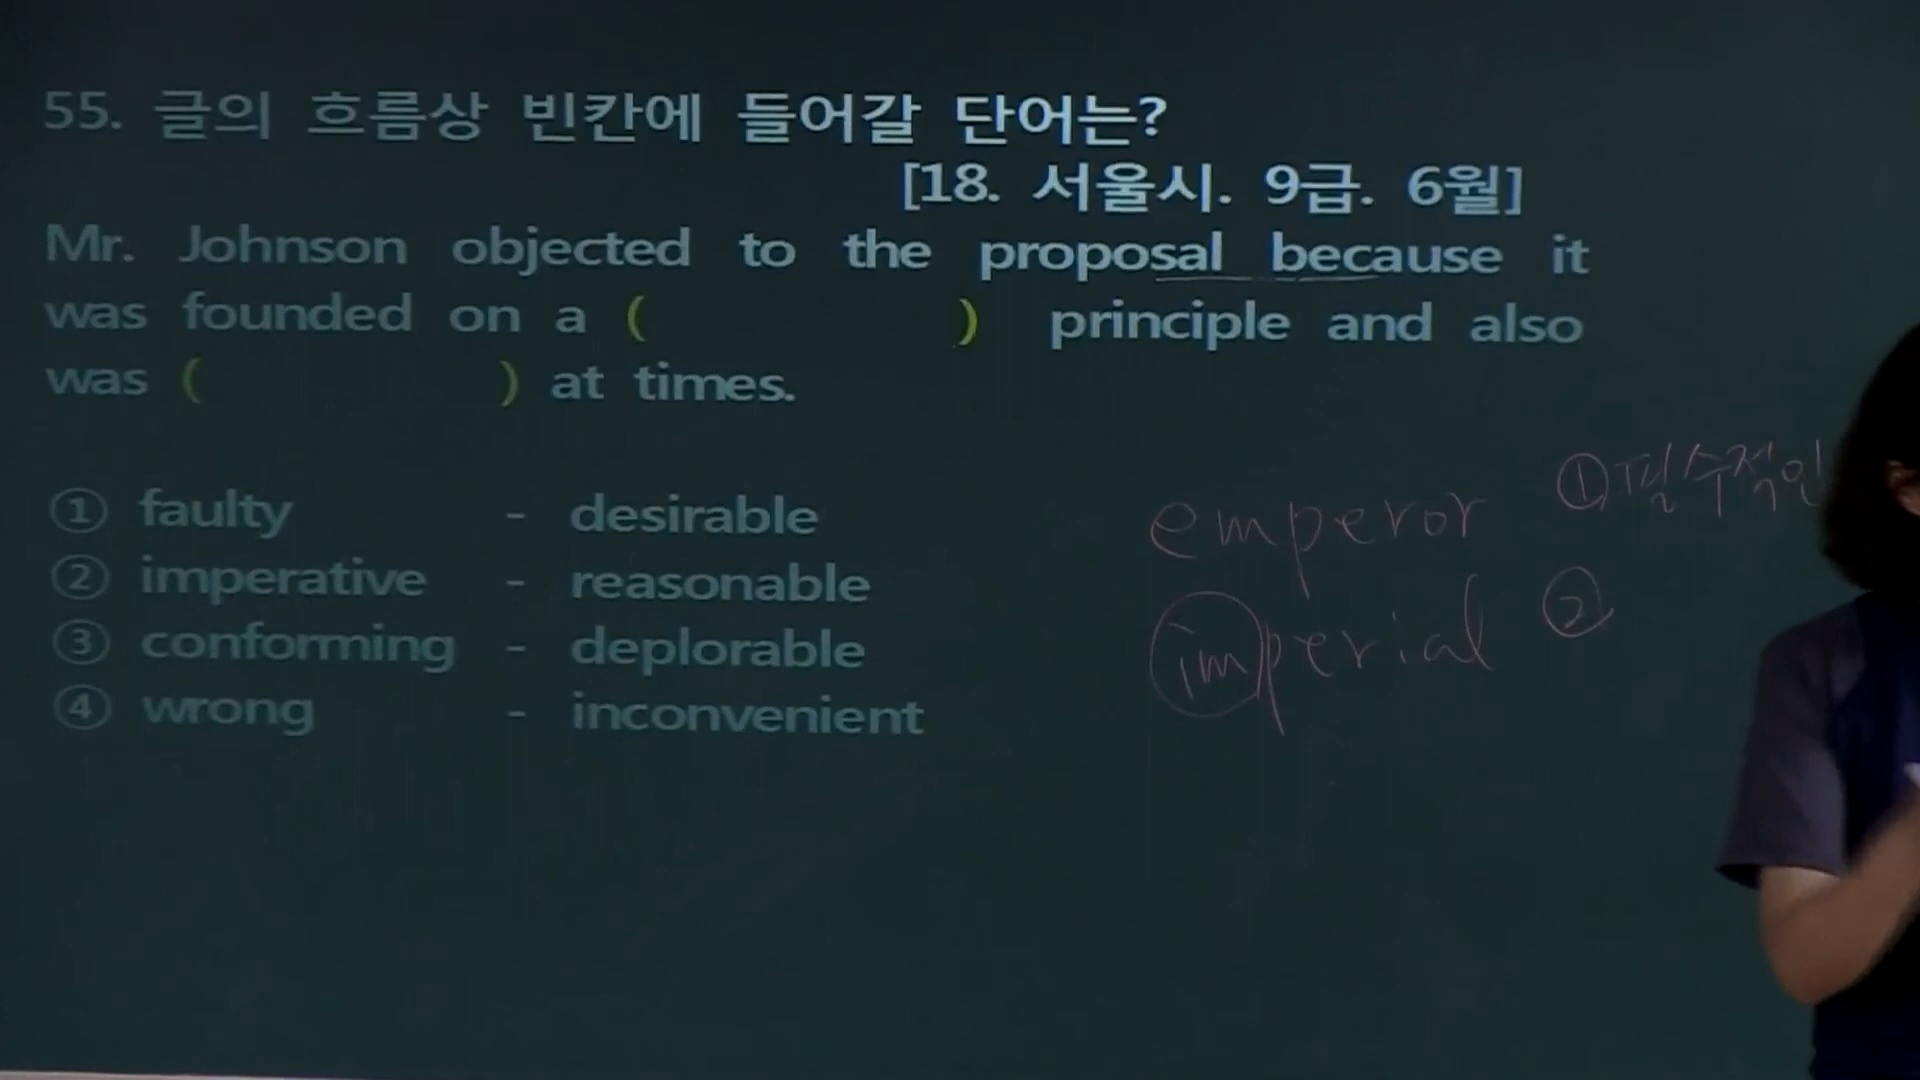 55. 글의 흐름상 빈칸에 들어갈 단어는?
[18. 서울시. 9급. 6월]
Mr. Johnson objected to the proposal because it
was founded on a ( ) principle and also
was ( ) at times.
① faulty - desirable
② imperative - reasonable
③ conforming - deplorable
④ wrong - inconvenient
emperor ①필수적인
imperial ②